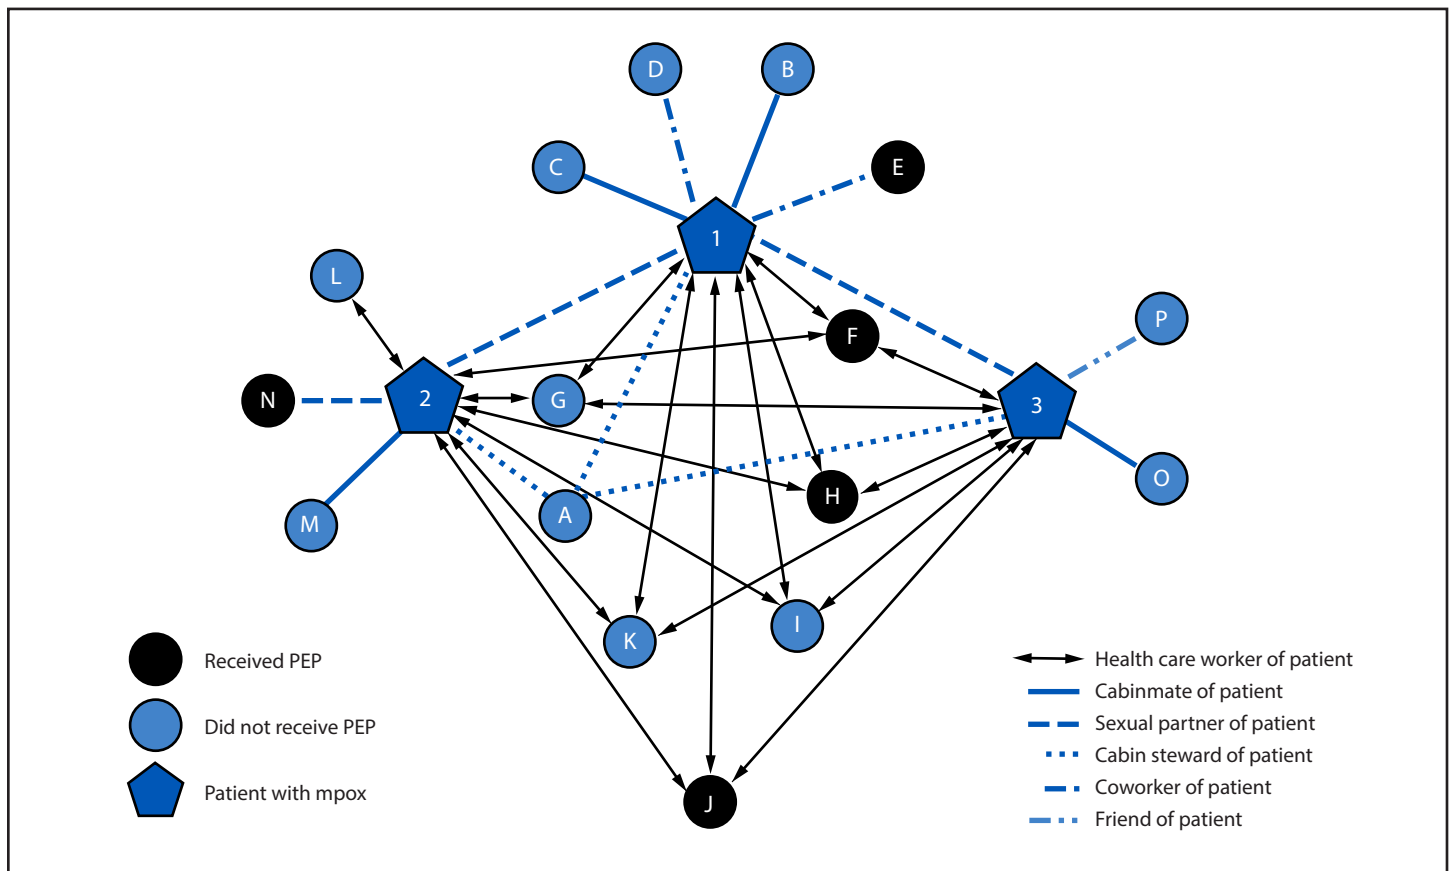 D
B
C
E
1
L
P
F
N
2
G
3
H
O
A
M
K
I
J
Received PEP
Did not receive PEP
Patient with mpox
Health care worker of patient
Cabinmate of patient
Sexual partner of patient
Cabin steward of patient
Coworker of patient
Friend of patient